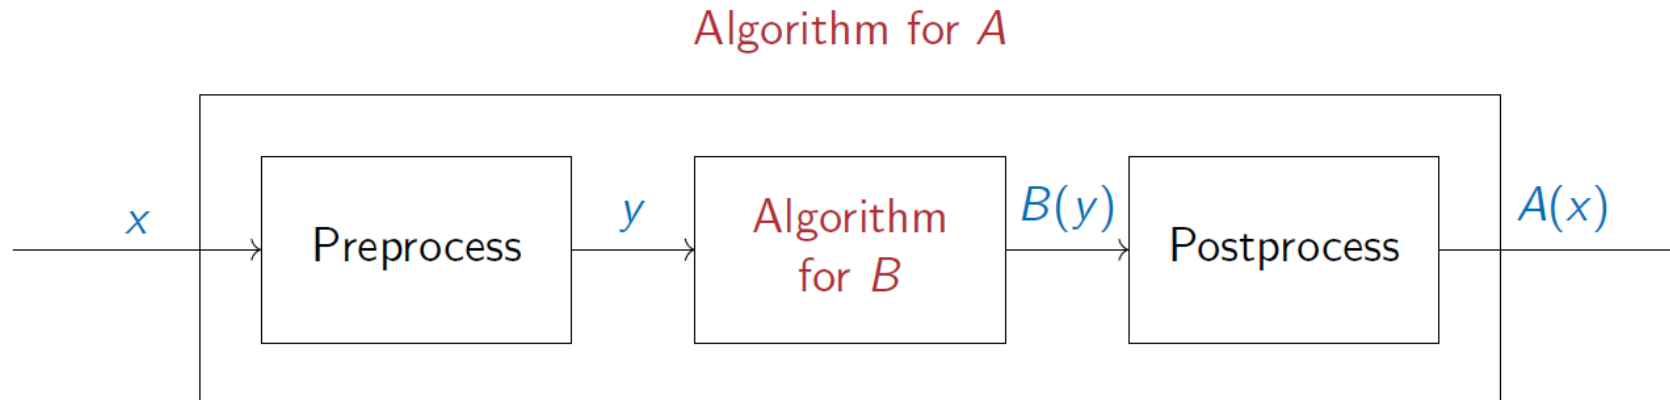 Algorithm for A
x
Preprocess
y
Algorithm
for B
B(y)
Postprocess
A(x)